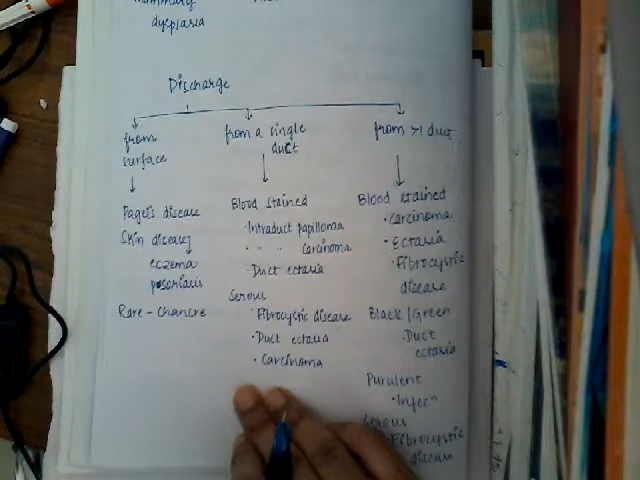 Mammary
dysplasia
Discharge
from
surface
Paget's disease
Skin disease
eczema
psoriasis
Rare - chancre
from a single
duct
Blood stained
• Intraduct papilloma
• " " carcinoma
• Duct ectasia
Serous
• Fibrocystic disease
• Duct ectasia
• Carcinoma
from >1 duct
Blood stained
• carcinoma
• Ectasia
• Fibrocystic
disease
Black/Green
• Duct
ectasia
Purulent
• Infecn
Serous
• Fibrocystic
disease